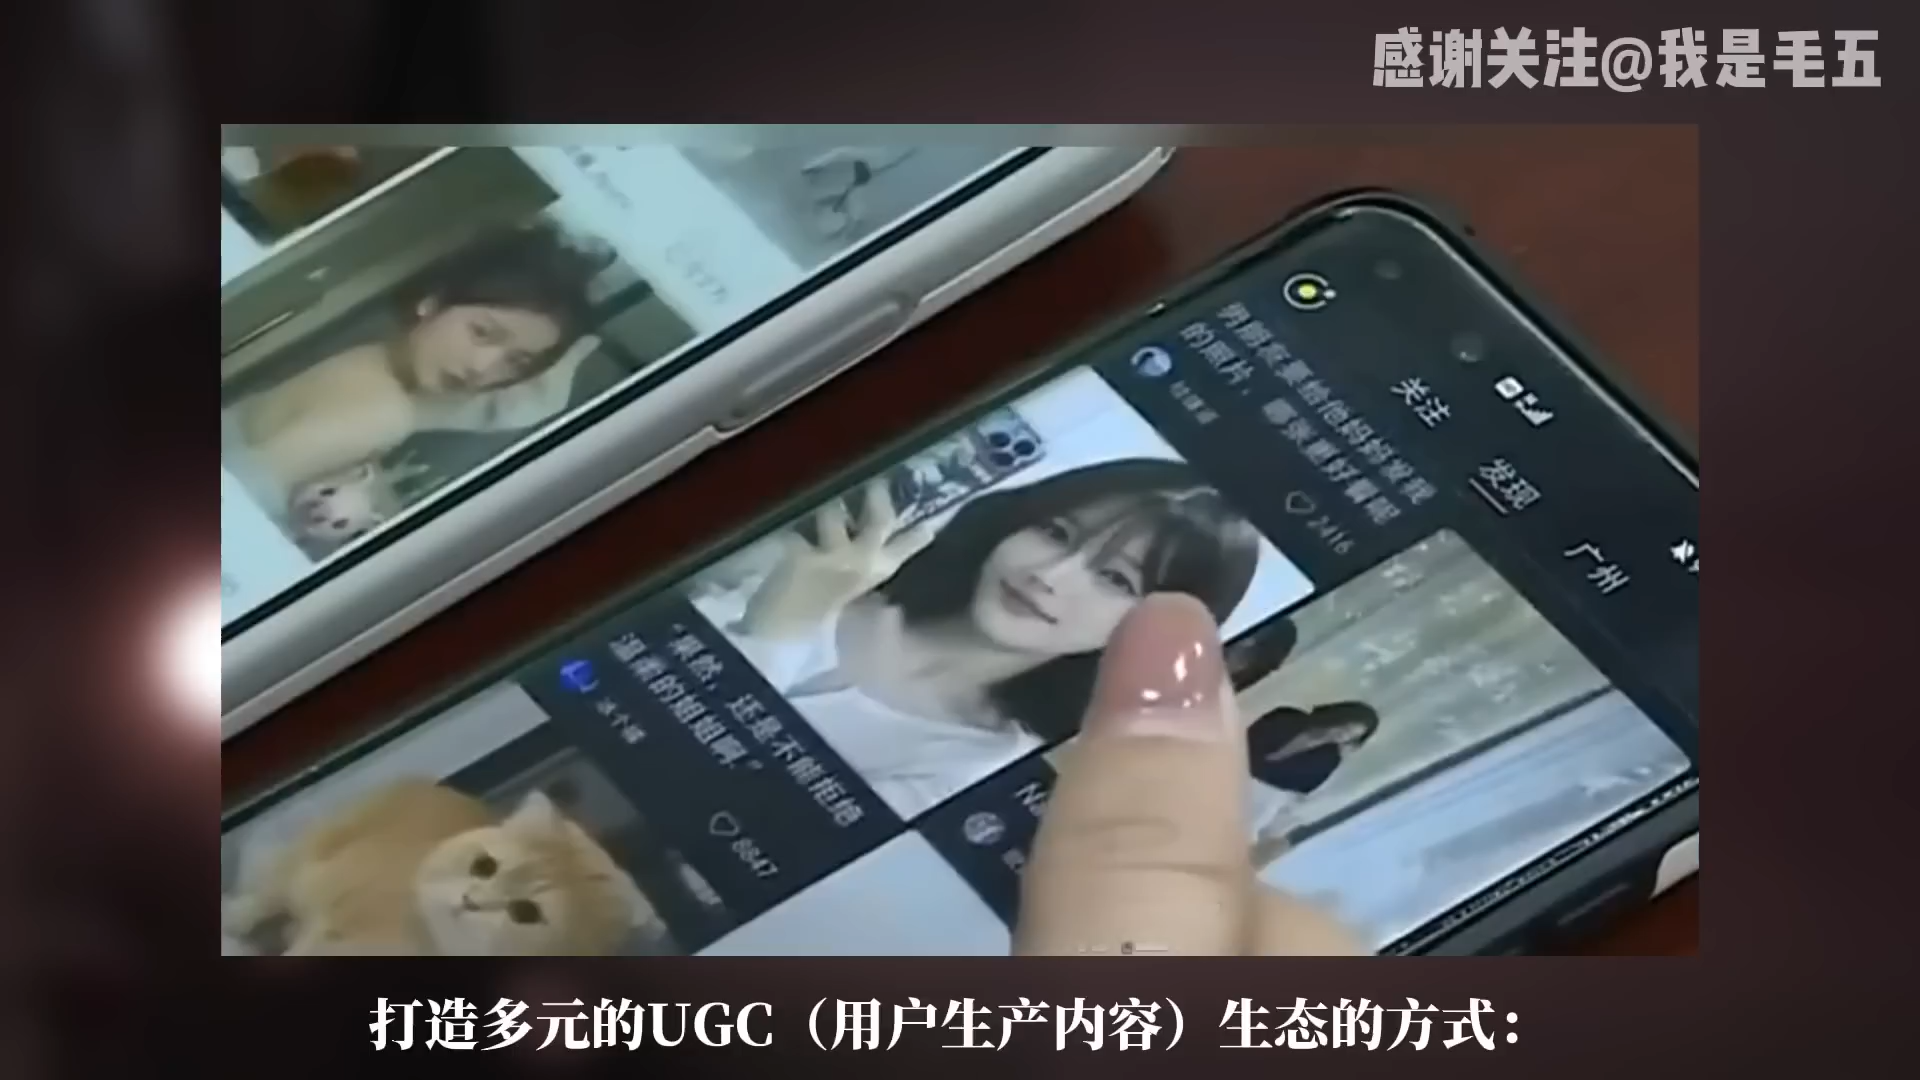 感谢关注@我是毛五
关注
发现
广州
男朋友要给他妈妈发我
的照片，哪张更好看呢
2416
“果然，还是不能拒绝
温柔的姐姐啊”
8847
打造多元的UGC（用户生产内容）生态的方式：